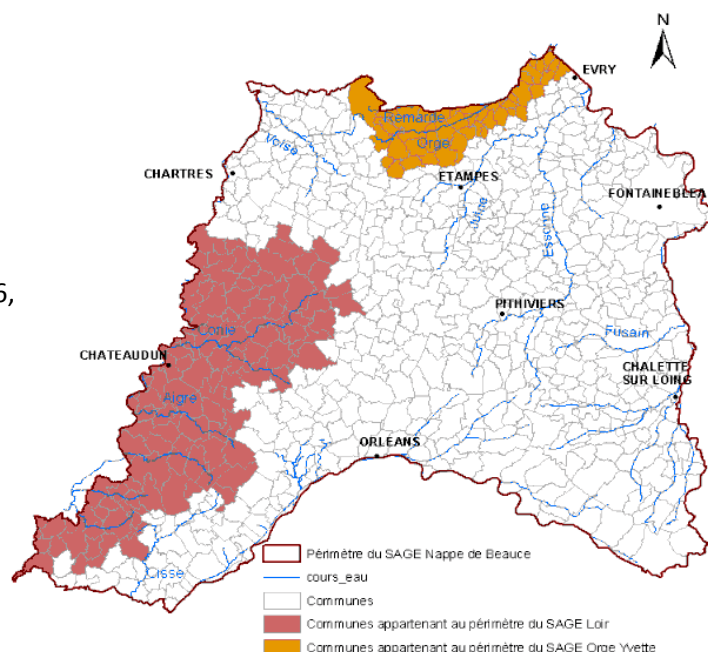 N
EVRY
Remarde
Orge
Voise
CHARTRES
ETAMPES
Juine
Essonne
FONTAINEBLEA
6,
PITHIVIERS
Conie
Fusain
CHATEAUDUN
CHALETTE
SUR LOING
Aigre
ORLEANS
Cisse
Périmètre du SAGE Nappe de Beauce
cours_eau
Communes
Communes appartenant au périmètre du SAGE Loir
Communes appartenant au périmètre du SAGE Orge Yvette